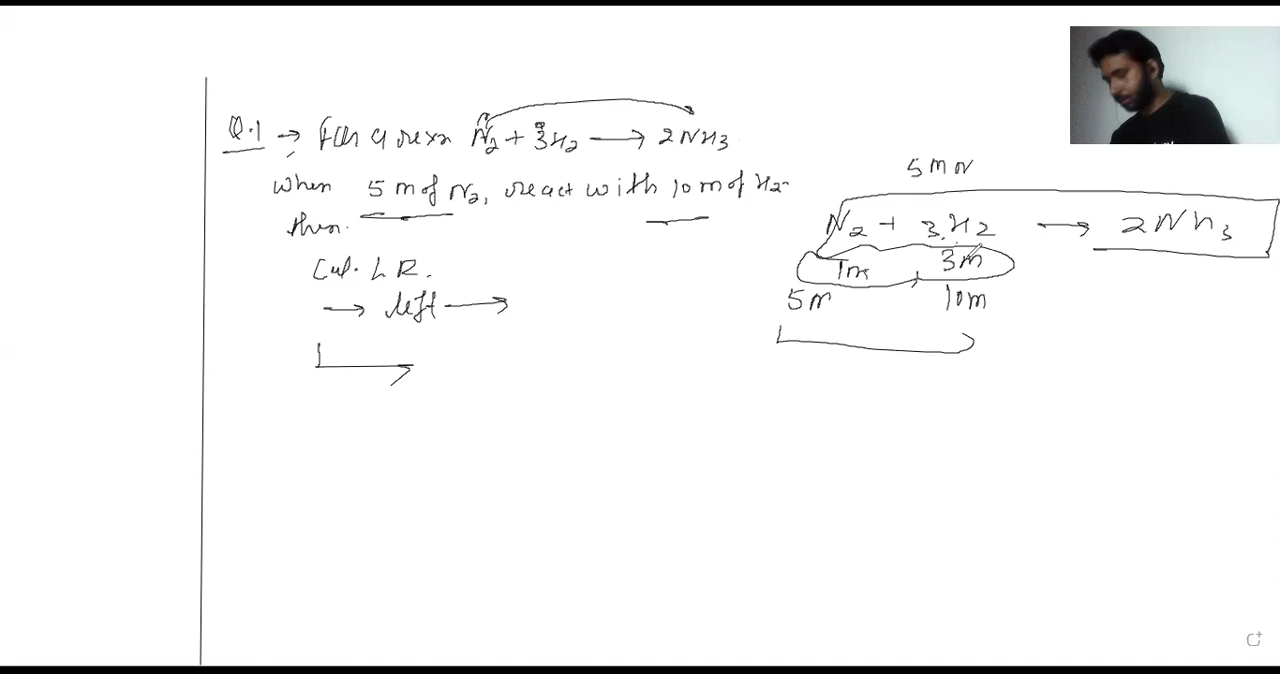 Q.1 → For a rexn N2 + 3H2 → 2NH3
when 5 m of N2, react with 10 m of H2
then.
Cal. L R.
→ left →
5 m N
N2 + 3H2 → 2NH3
1m 3m
5m 10m